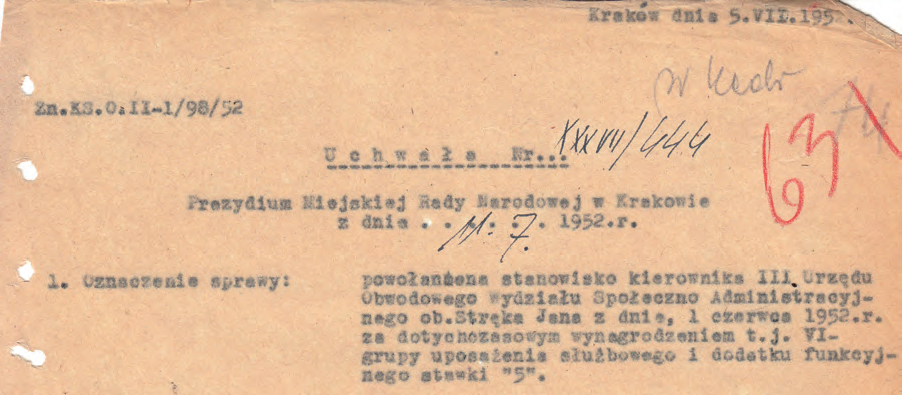 Kraków dnia 5.VII.195 .
w Kadr
74
Zn.KS.O.II-1/98/52
63
Uchwała Nr... XXXVII/444
Prezydium Miejskiej Rady Narodowej w Krakowie
z dnia . . 11. 7. 1952.r.
1. Oznaczenie sprawy: powołanie na stanowisko kierownika III Urzędu
Obwodowego Wydziału Społeczno Administracyj-
nego ob.Stręka Jana z dnia, 1 czerwca 1952.r.
za dotychczasowym wynagrodzeniem t.j. VI-
grupy uposażenia służbowego i dodatku funkcyj-
nego stawki "5".